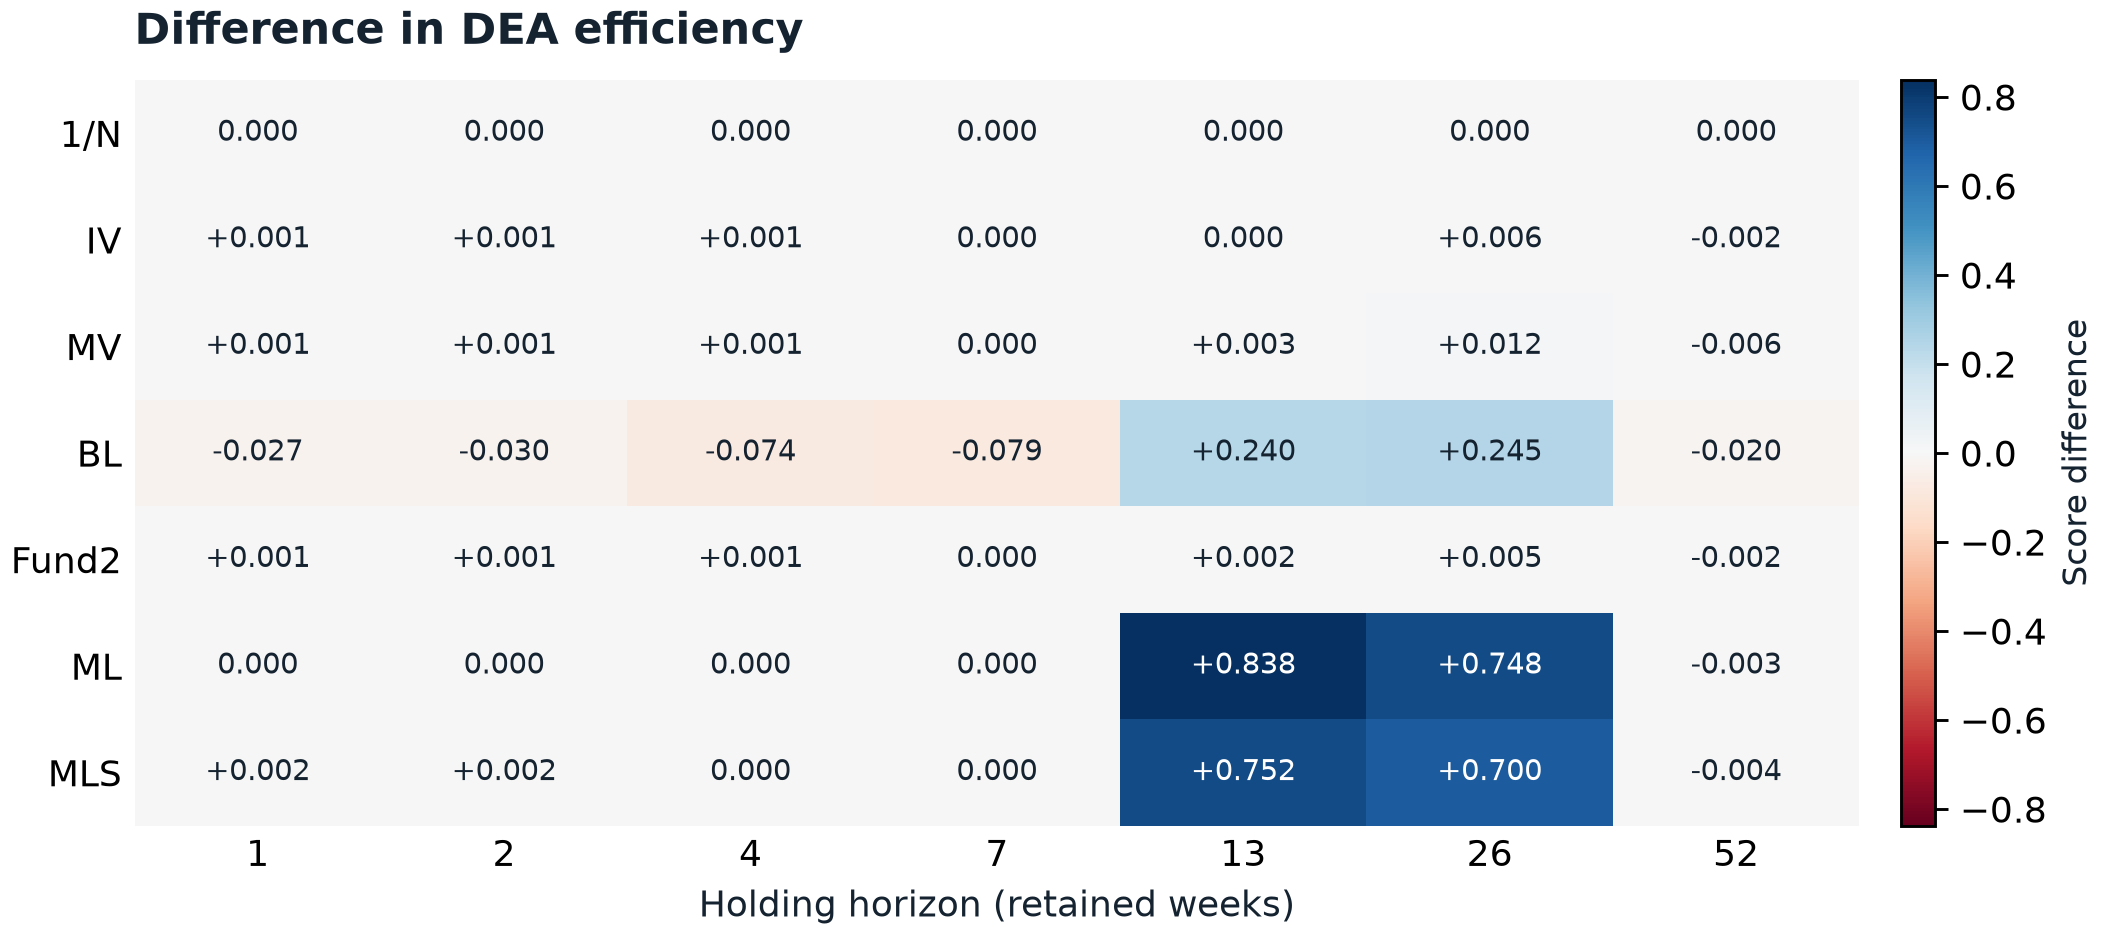 Difference in DEA efficiency
1/N 0.000 0.000 0.000 0.000 0.000 0.000 0.000
IV +0.001 +0.001 +0.001 0.000 0.000 +0.006 -0.002
MV +0.001 +0.001 +0.001 0.000 +0.003 +0.012 -0.006
BL -0.027 -0.030 -0.074 -0.079 +0.240 +0.245 -0.020
Fund2 +0.001 +0.001 +0.001 0.000 +0.002 +0.005 -0.002
ML 0.000 0.000 0.000 0.000 +0.838 +0.748 -0.003
MLS +0.002 +0.002 0.000 0.000 +0.752 +0.700 -0.004
1 2 4 7 13 26 52
Holding horizon (retained weeks)
0.8
0.6
0.4
0.2
0.0
−0.2
−0.4
−0.6
−0.8
Score difference